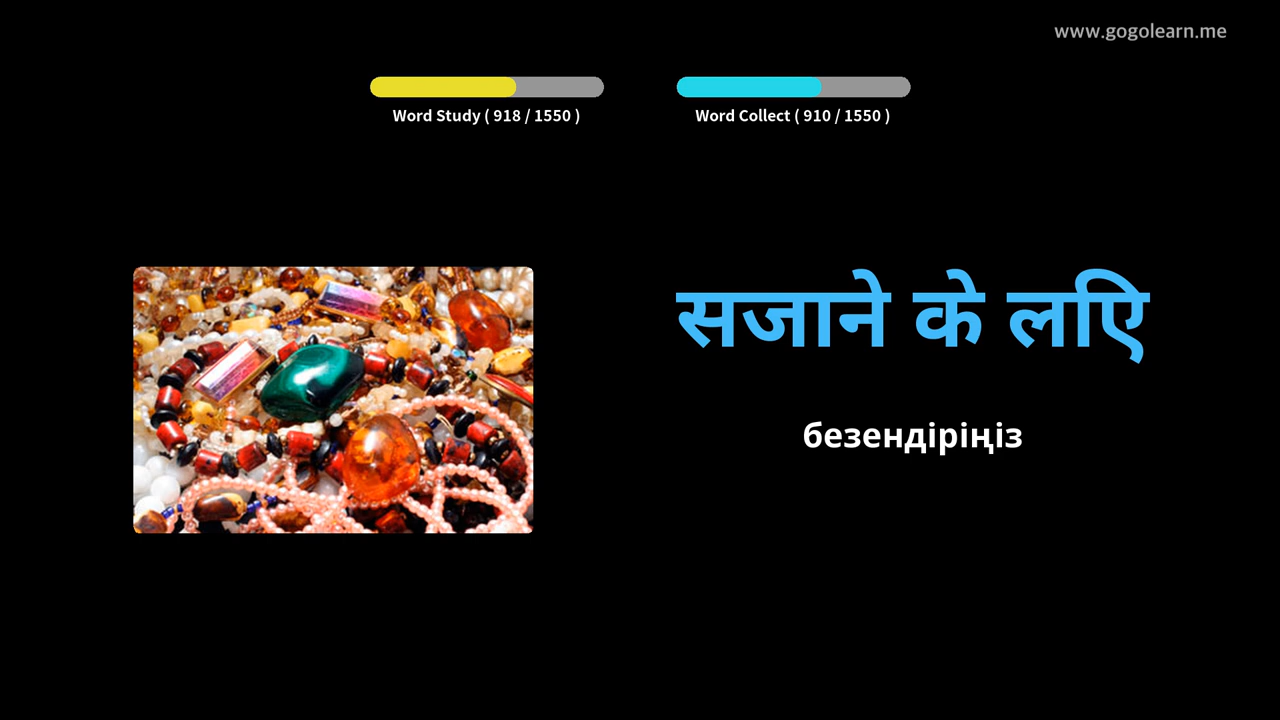 www.gogolearn.me
Word Study ( 918 / 1550 )
Word Collect ( 910 / 1550 )
सजाने के लिए
безендіріңіз